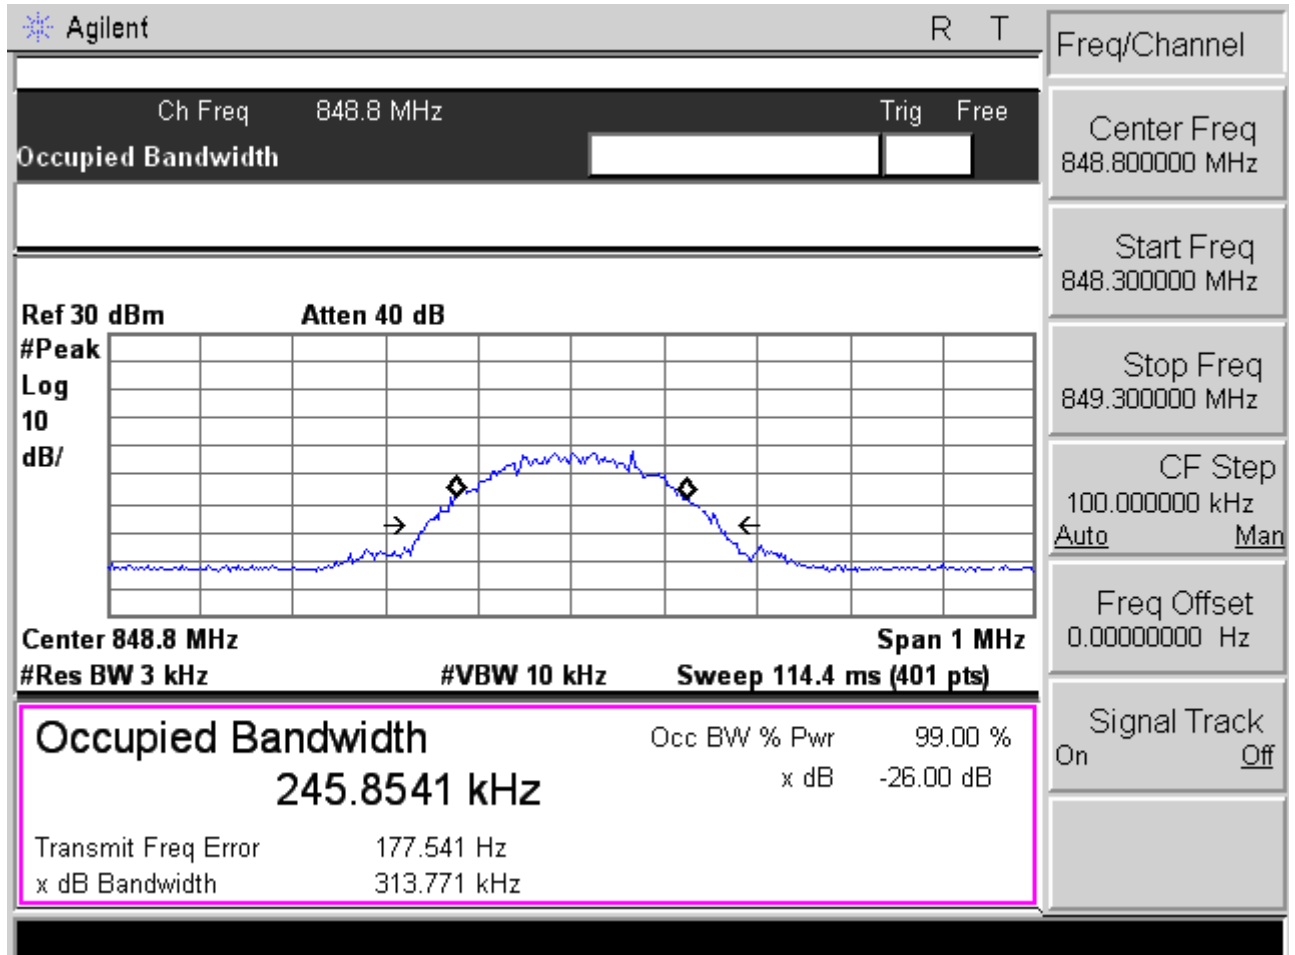 Agilent R T
Freq/Channel
Ch Freq 848.8 MHz Trig Free
Occupied Bandwidth
Center Freq
848.800000 MHz
Start Freq
848.300000 MHz
Stop Freq
849.300000 MHz
CF Step
100.000000 kHz
Auto Man
Freq Offset
0.00000000 Hz
Signal Track
On Off
Ref 30 dBm Atten 40 dB
#Peak
Log
10
dB/
Center 848.8 MHz Span 1 MHz
#Res BW 3 kHz #VBW 10 kHz Sweep 114.4 ms (401 pts)
Occupied Bandwidth Occ BW % Pwr 99.00 %
245.8541 kHz x dB -26.00 dB
Transmit Freq Error 177.541 Hz
x dB Bandwidth 313.771 kHz